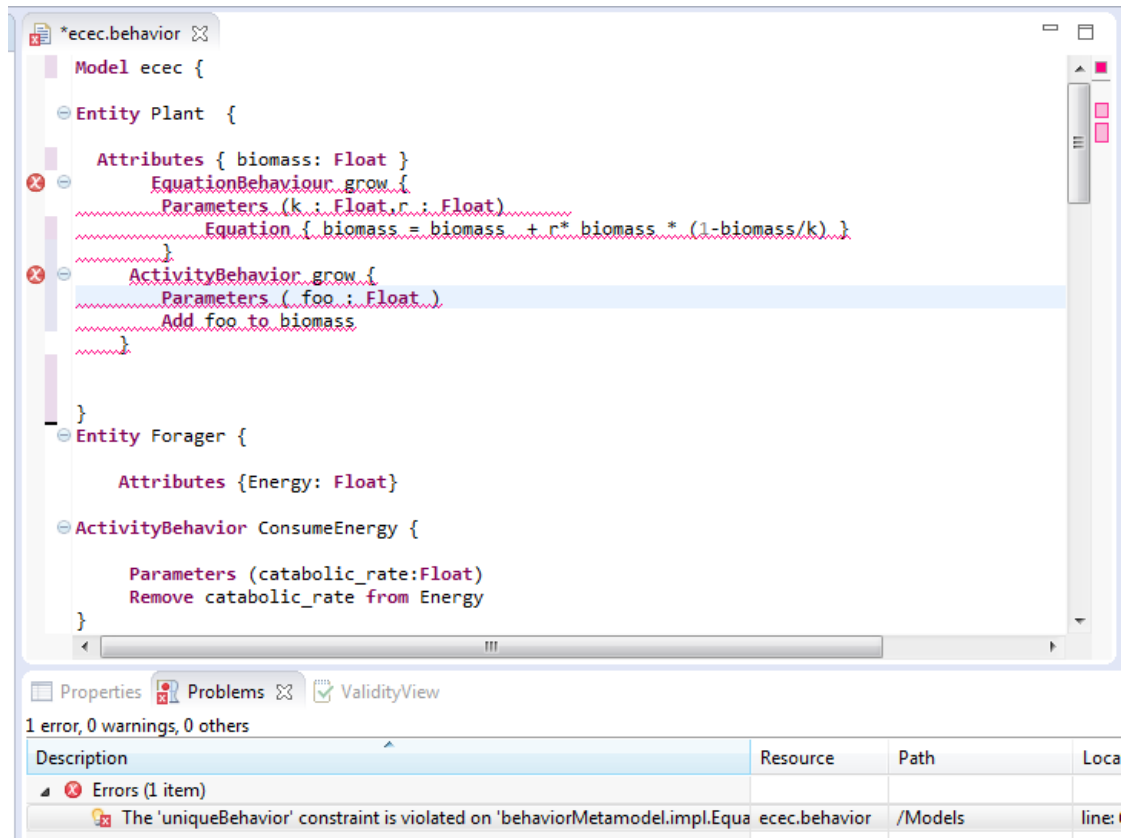 *ecec.behavior
Model ecec {
Entity Plant {
Attributes { biomass: Float }
EquationBehaviour grow {
Parameters (k : Float,r : Float)
Equation { biomass = biomass + r* biomass * (1-biomass/k) }
}
ActivityBehavior grow {
Parameters ( foo : Float )
Add foo to biomass
}
}
Entity Forager {
Attributes {Energy: Float}
ActivityBehavior ConsumeEnergy {
Parameters (catabolic_rate:Float)
Remove catabolic_rate from Energy
}
Properties Problems ValidityView
1 error, 0 warnings, 0 others
Description Resource Path Loca
Errors (1 item)
The 'uniqueBehavior' constraint is violated on 'behaviorMetamodel.impl.Equa ecec.behavior /Models line: